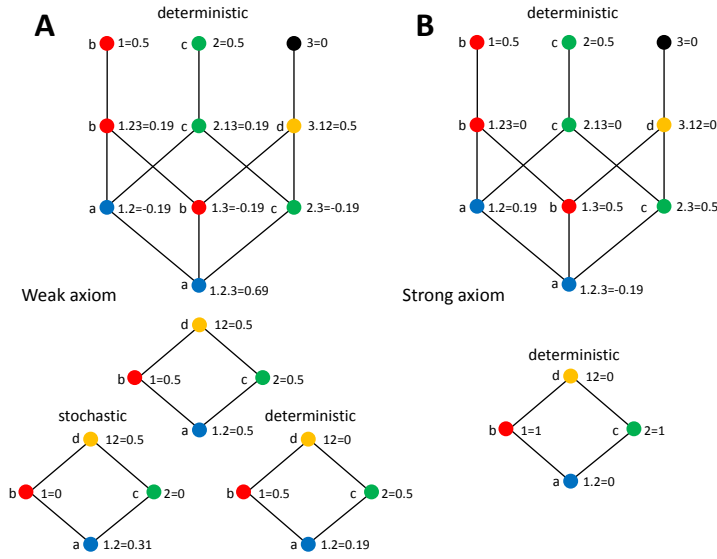 A
deterministic
b 1=0.5 c 2=0.5 3=0
b 1.23=0.19 c 2.13=0.19 d 3.12=0.5
a 1.2=-0.19 b 1.3=-0.19 c 2.3=-0.19
a 1.2.3=0.69
Weak axiom
d 12=0.5
b 1=0.5 c 2=0.5
a 1.2=0.5
stochastic
d 12=0.5
b 1=0 c 2=0
a 1.2=0.31
deterministic
d 12=0
b 1=0.5 c 2=0.5
a 1.2=0.19
B
deterministic
b 1=0.5 c 2=0.5 3=0
b 1.23=0 c 2.13=0 d 3.12=0
a 1.2=0.19 b 1.3=0.5 c 2.3=0.5
a 1.2.3=-0.19
Strong axiom
deterministic
d 12=0
b 1=1 c 2=1
a 1.2=0